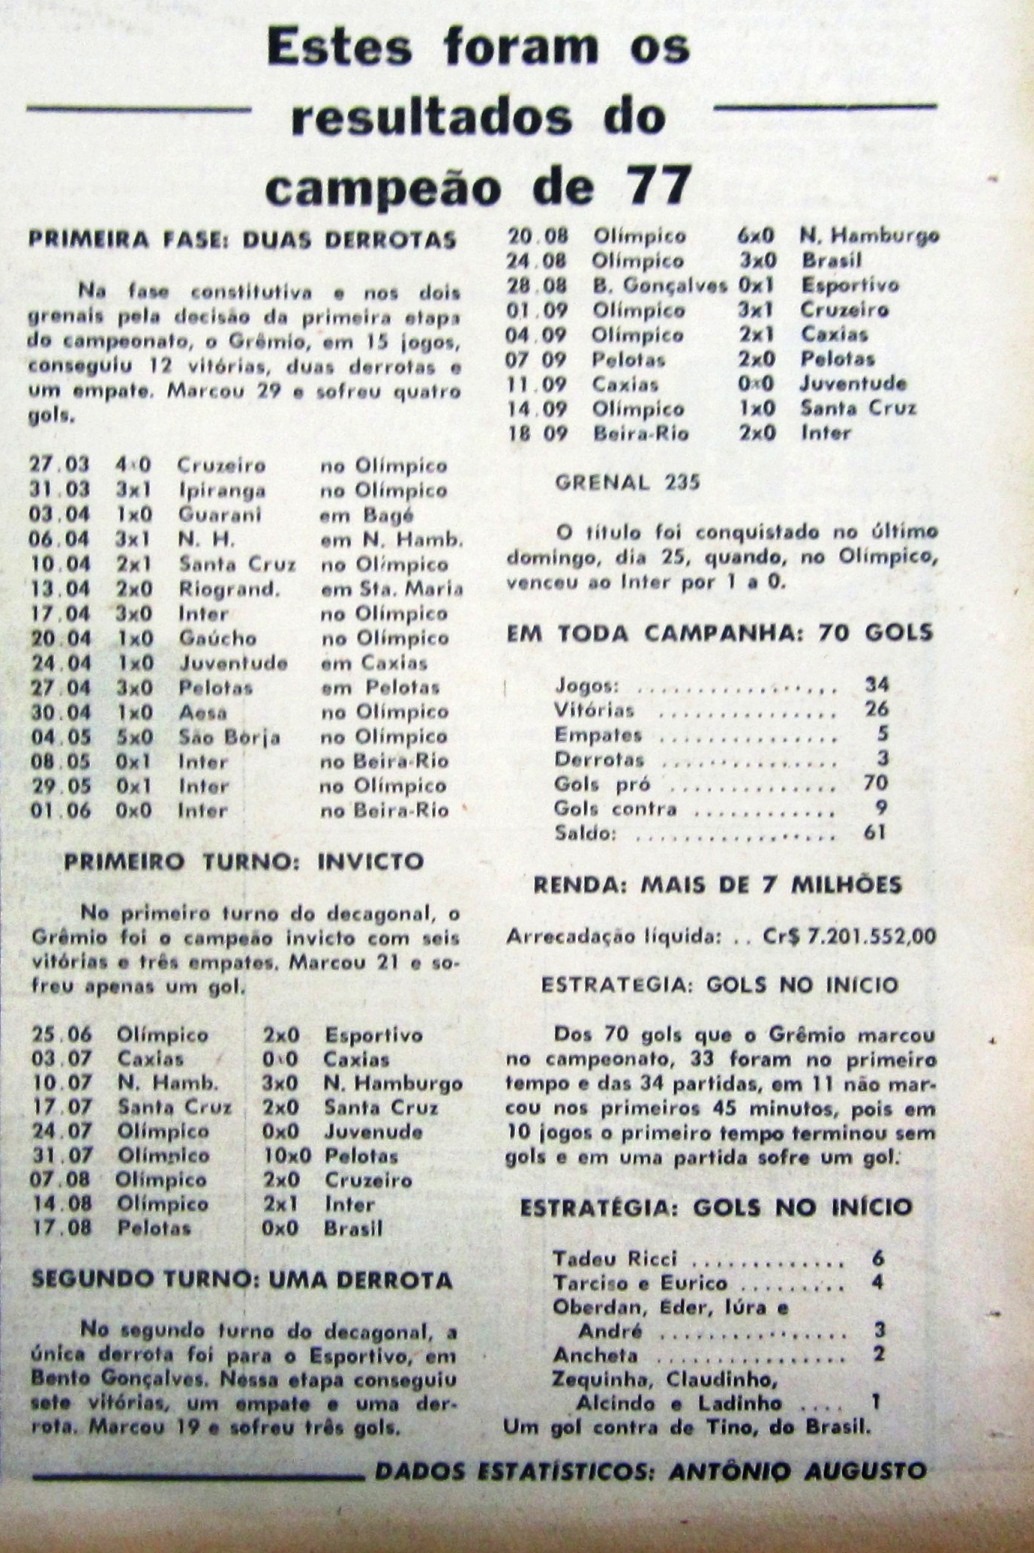 Estes foram os
resultados do
campeão de 77
PRIMEIRA FASE: DUAS DERROTAS
Na fase constitutiva e nos dois
grenais pela decisão da primeira etapa
do campeonato, o Grêmio, em 15 jogos,
conseguiu 12 vitórias, duas derrotas e
um empate. Marcou 29 e sofreu quatro
gols.
27.03 4x0 Cruzeiro no Olímpico
31.03 3x1 Ipiranga no Olímpico
03.04 1x0 Guarani em Bagé
06.04 3x1 N. H. em N. Hamb.
10.04 2x1 Santa Cruz no Olímpico
13.04 2x0 Riogrand. em Sta. Maria
17.04 3x0 Inter no Olímpico
20.04 1x0 Gaúcho no Olímpico
24.04 1x0 Juventude em Caxias
27.04 3x0 Pelotas em Pelotas
30.04 1x0 Aesa no Olímpico
04.05 5x0 São Borja no Olímpico
08.05 0x1 Inter no Beira-Rio
29.05 0x1 Inter no Olímpico
01.06 0x0 Inter no Beira-Rio
PRIMEIRO TURNO: INVICTO
No primeiro turno do decagonal, o
Grêmio foi o campeão invicto com seis
vitórias e três empates. Marcou 21 e so-
freu apenas um gol.
25.06 Olímpico 2x0 Esportivo
03.07 Caxias 0x0 Caxias
10.07 N. Hamb. 3x0 N. Hamburgo
17.07 Santa Cruz 2x0 Santa Cruz
24.07 Olímpico 0x0 Juvenude
31.07 Olímpico 10x0 Pelotas
07.08 Olímpico 2x0 Cruzeiro
14.08 Olímpico 2x1 Inter
17.08 Pelotas 0x0 Brasil
SEGUNDO TURNO: UMA DERROTA
No segundo turno do decagonal, a
única derrota foi para o Esportivo, em
Bento Gonçalves. Nessa etapa conseguiu
sete vitórias, um empate e uma der-
rota. Marcou 19 e sofreu três gols.
20.08 Olímpico 6x0 N. Hamburgo
24.08 Olímpico 3x0 Brasil
28.08 B. Gonçalves 0x1 Esportivo
01.09 Olímpico 3x1 Cruzeiro
04.09 Olímpico 2x1 Caxias
07 09 Pelotas 2x0 Pelotas
11.09 Caxias 0x0 Juventude
14.09 Olímpico 1x0 Santa Cruz
18 09 Beira-Rio 2x0 Inter
GRENAL 235
O título foi conquistado no último
domingo, dia 25, quando, no Olímpico,
venceu ao Inter por 1 a 0.
EM TODA CAMPANHA: 70 GOLS
Jogos: ................. 34
Vitórias ............... 26
Empates ............... 5
Derrotas ............... 3
Gols pró .............. 70
Gols contra ............ 9
Saldo: ................. 61
RENDA: MAIS DE 7 MILHÕES
Arrecadação líquida: .. Cr$ 7.201.552,00
ESTRATÉGIA: GOLS NO INÍCIO
Dos 70 gols que o Grêmio marcou
no campeonato, 33 foram no primeiro
tempo e das 34 partidas, em 11 não mar-
cou nos primeiros 45 minutos, pois em
10 jogos o primeiro tempo terminou sem
gols e em uma partida sofre um gol.
ESTRATÉGIA: GOLS NO INÍCIO
Tadeu Ricci ............. 6
Tarciso e Eurico ......... 4
Oberdan, Eder, Iúra e
André ................ 3
Ancheta ................ 2
Zequinha, Claudinho,
Alcindo e Ladinho .... 1
Um gol contra de Tino, do Brasil.
DADOS ESTATÍSTICOS: ANTÔNIO AUGUSTO